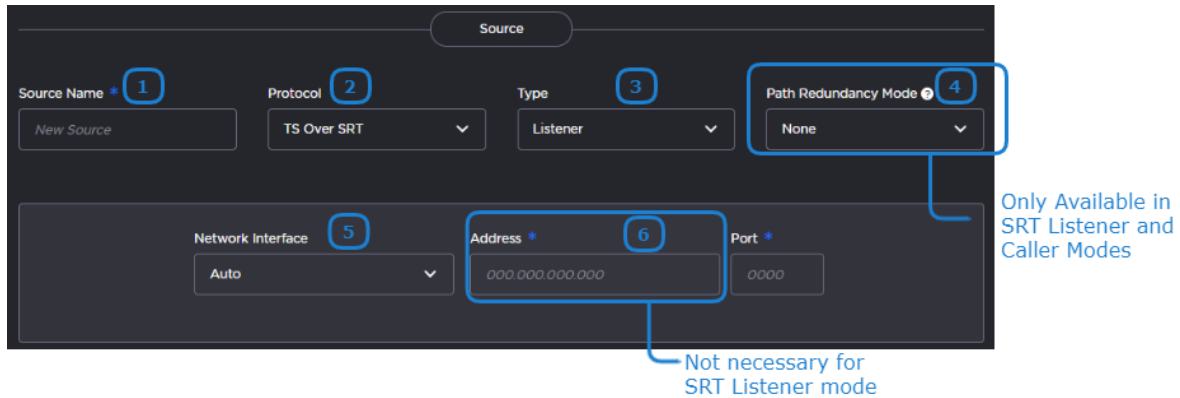 Source
Source Name * 1
Protocol 2
Type 3
Path Redundancy Mode ? 4
New Source
TS Over SRT
Listener
None
Only Available in
SRT Listener and
Caller Modes
Network Interface 5
Address * 6
Port *
Auto
000.000.000.000
0000
Not necessary for
SRT Listener mode